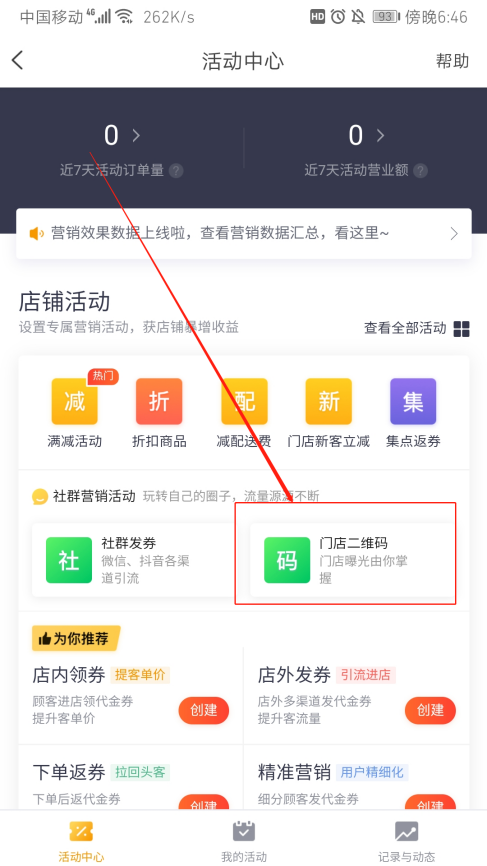 中国移动 4G 262K/s HD 93 傍晚6:46
活动中心 帮助
0 0
近7天活动订单量 ? 近7天活动营业额 ?
营销效果数据上线啦，查看营销数据汇总，看这里~
店铺活动
设置专属营销活动，获店铺暴增收益 查看全部活动
热门
减 折 配 新 集
满减活动 折扣商品 减配送费 门店新客立减 集点返券
社群营销活动 玩转自己的圈子，流量源源不断
社 社群发券
微信、抖音各渠
道引流
码 门店二维码
门店曝光由你掌
握
为你推荐
店内领券 提客单价
顾客进店领代金券
提升客单价
创建
店外发券 引流进店
店外多渠道发代金券
提升客流量
创建
下单返券 拉回头客
下单后返代金券
创建
精准营销 用户精细化
细分顾客发代金券
创建
活动中心 我的活动 记录与动态